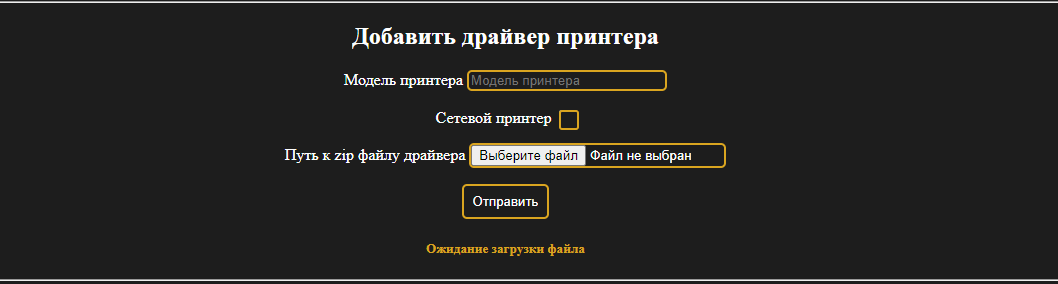 Добавить драйвер принтера
Модель принтера Модель принтера
Сетевой принтер
Путь к zip файлу драйвера Выберите файл Файл не выбран
Отправить
Ожидание загрузки файла